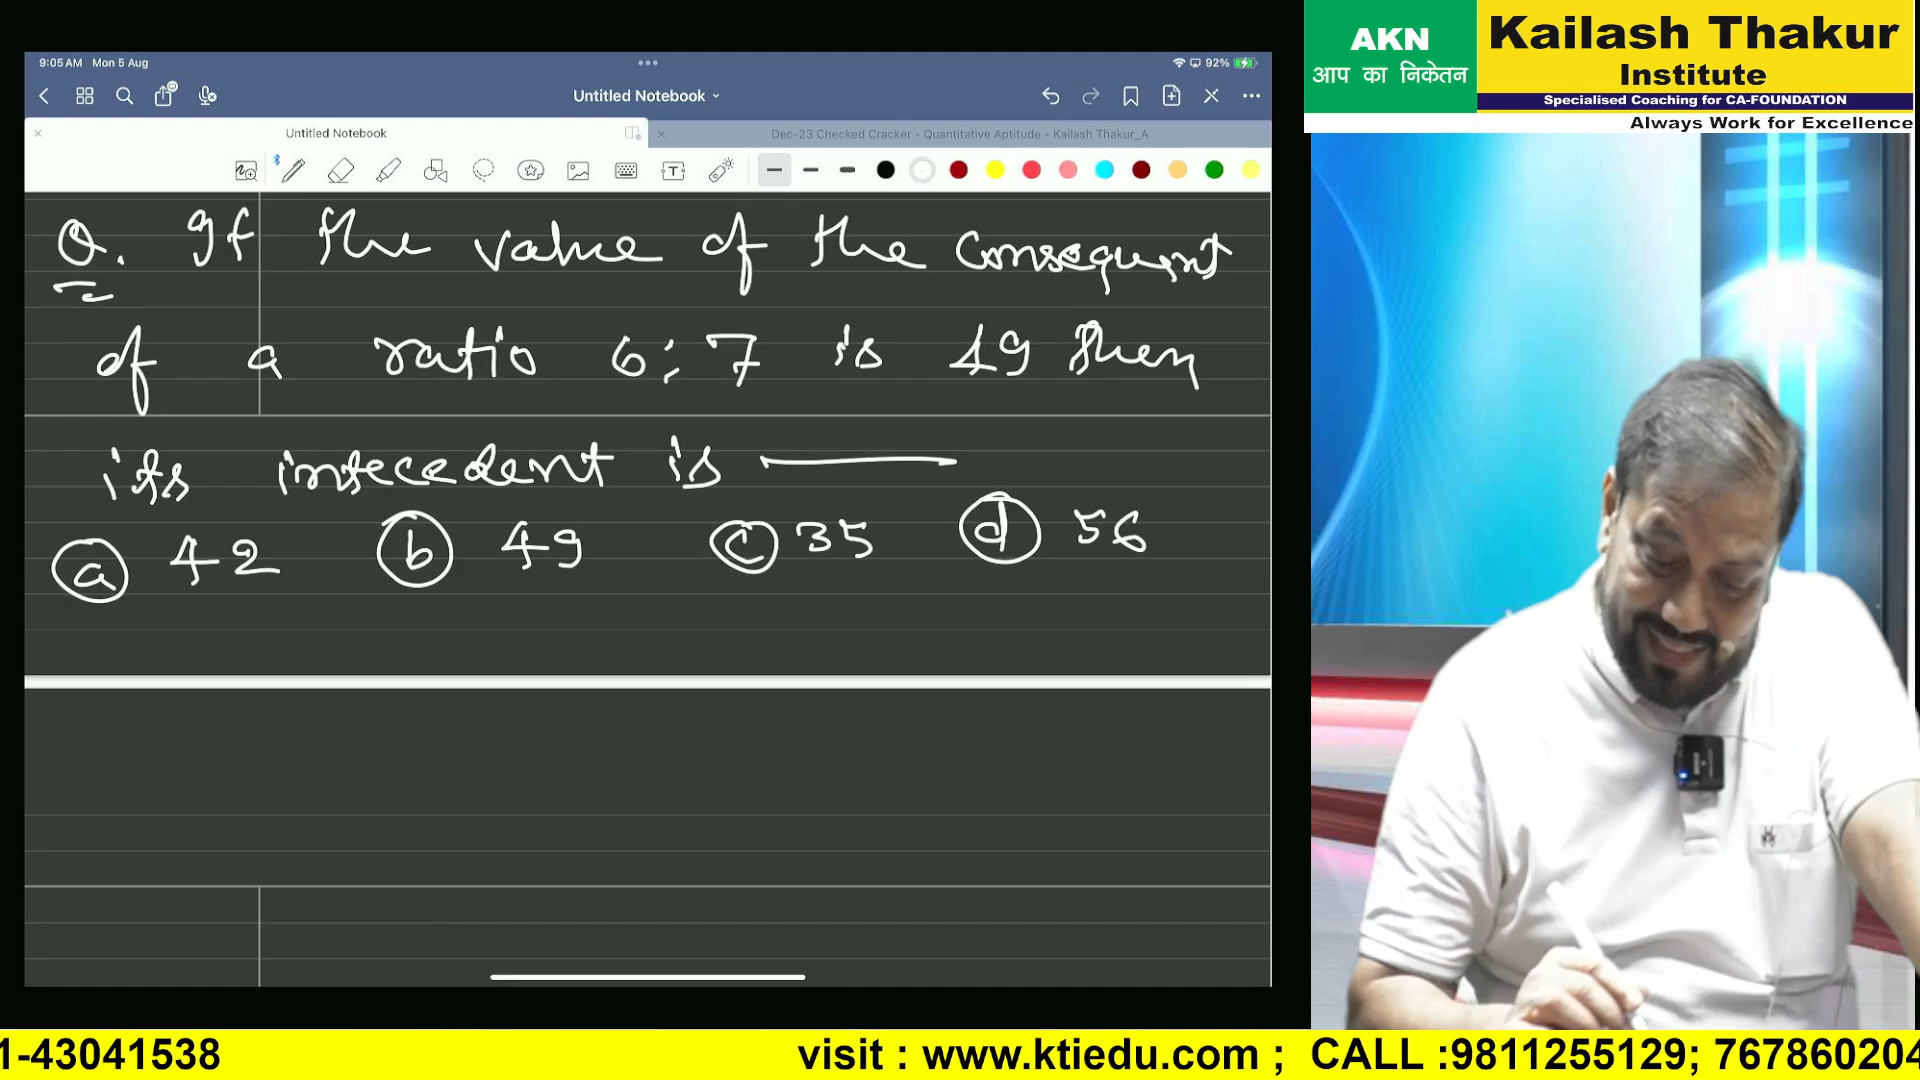 AKN
आप का निकेतन
Kailash Thakur
Institute
Specialised Coaching for CA-FOUNDATION
Always Work for Excellence
9:05 AM Mon 5 Aug
92%
Untitled Notebook
Untitled Notebook
Dec-23 Checked Cracker - Quantitative Aptitude - Kailash Thakur_A
T
Q. If the value of the consequent
of a ratio 6:7 is 49 then
its intecedent is ———
(a) 42 (b) 49 (c) 35 (d) 56
1-43041538 visit : www.ktiedu.com ; CALL :9811255129; 767860204